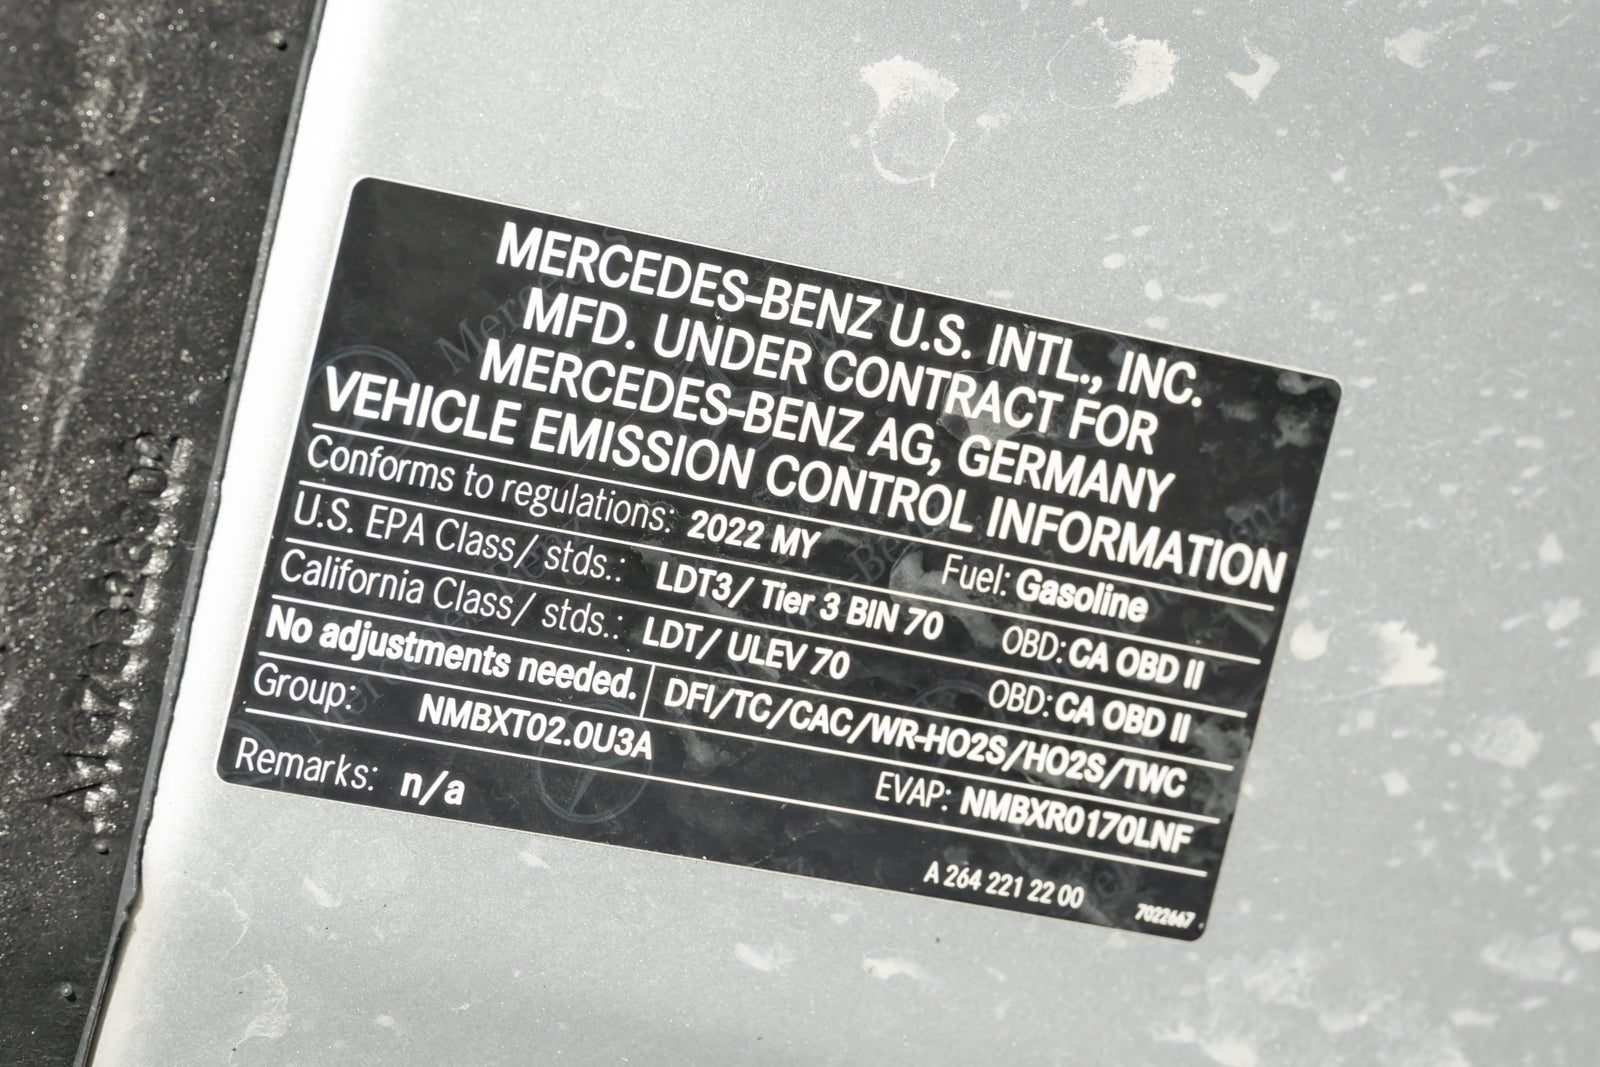 MERCEDES-BENZ U.S. INTL., INC.
MFD. UNDER CONTRACT FOR
MERCEDES-BENZ AG, GERMANY
VEHICLE EMISSION CONTROL INFORMATION
Conforms to regulations: 2022 MY Fuel: Gasoline
U.S. EPA Class/ stds.: LDT3/ Tier 3 BIN 70 OBD: CA OBD II
California Class/ stds.: LDT/ ULEV 70 OBD: CA OBD II
No adjustments needed. DFI/TC/CAC/WR-HO2S/HO2S/TWC
Group: NMBXT02.0U3A EVAP: NMBXR0170LNF
Remarks: n/a
A 264 221 22 00
7022667